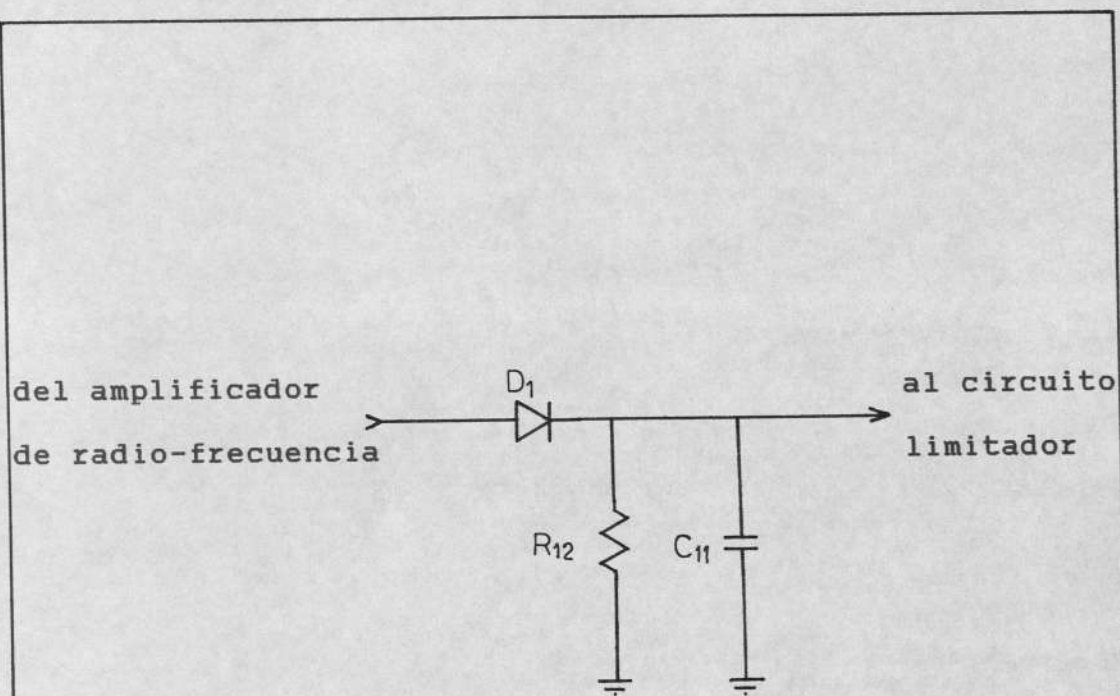 del amplificador
de radio-frecuencia
D1
al circuito
limitador
R12
C11